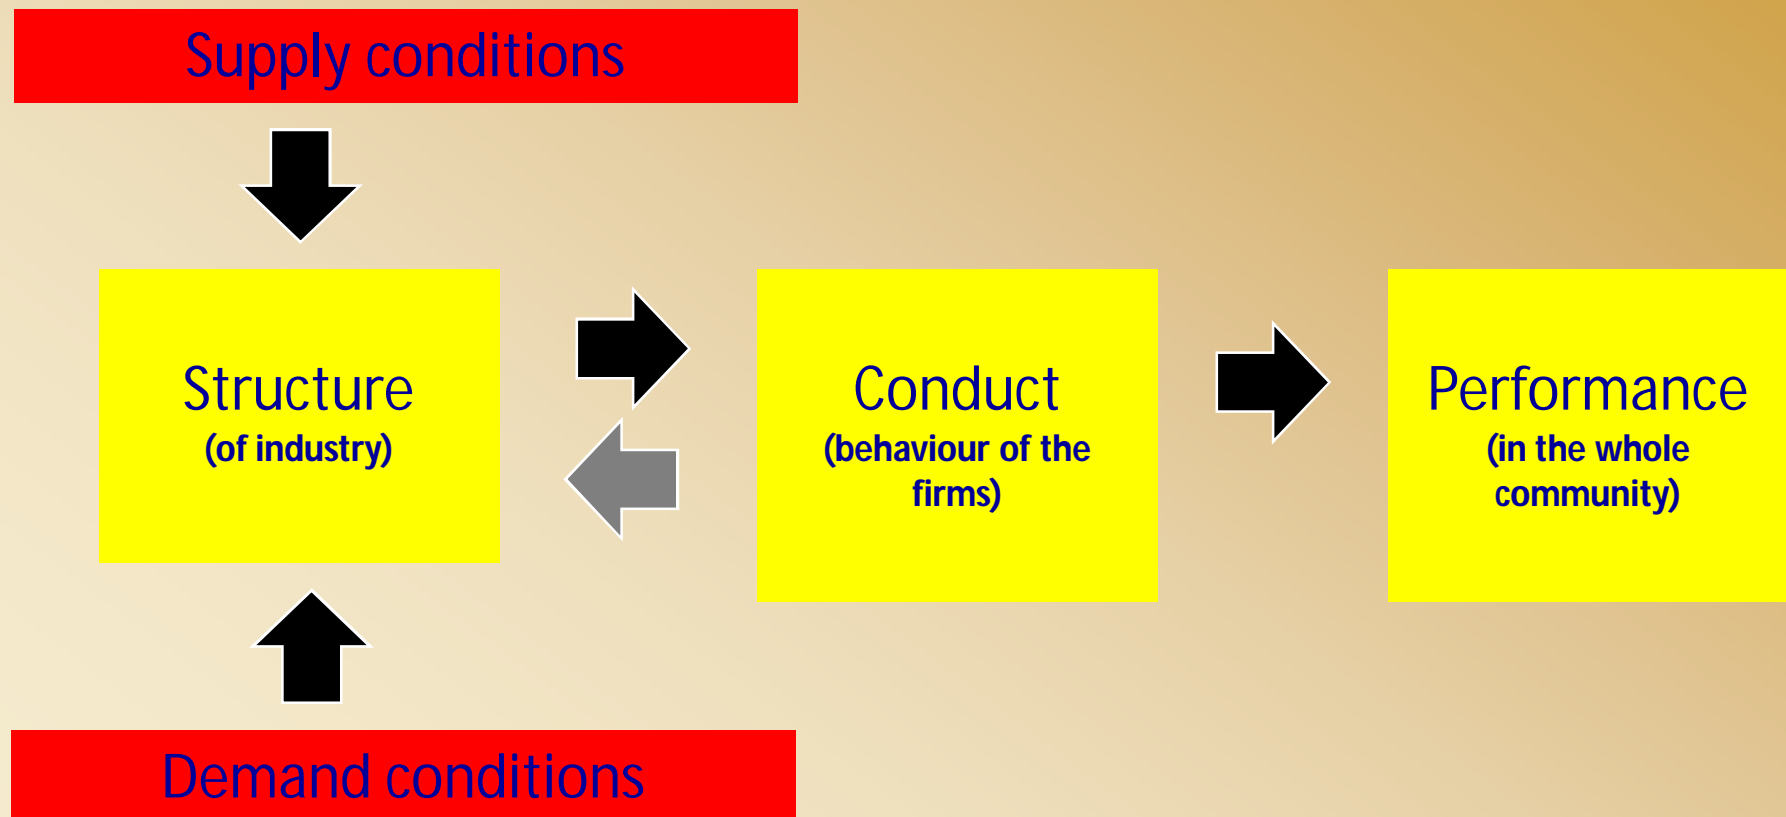 Supply conditions
Structure
(of industry)
Conduct
(behaviour of the
firms)
Performance
(in the whole
community)
Demand conditions